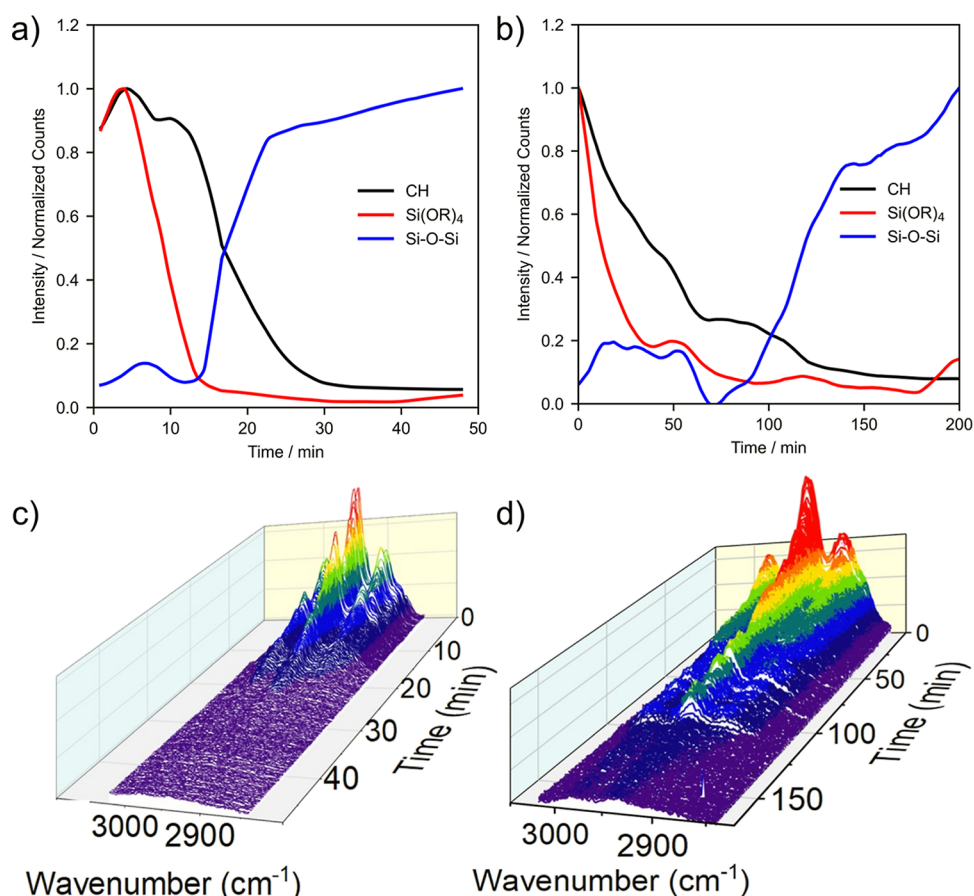 a)
Intensity / Normalized Counts
1.2
1.0
0.8
0.6
0.4
0.2
0.0
CH
Si(OR)₄
Si-O-Si
0 10 20 30 40 50
Time / min
b)
Intensity / Normalized Counts
1.2
1.0
0.8
0.6
0.4
0.2
0.0
CH
Si(OR)₄
Si-O-Si
0 50 100 150 200
Time / min
c)
0
10
20
30
40
Time (min)
3000 2900
Wavenumber (cm⁻¹)
d)
0
50
100
150
Time (min)
3000 2900
Wavenumber (cm⁻¹)